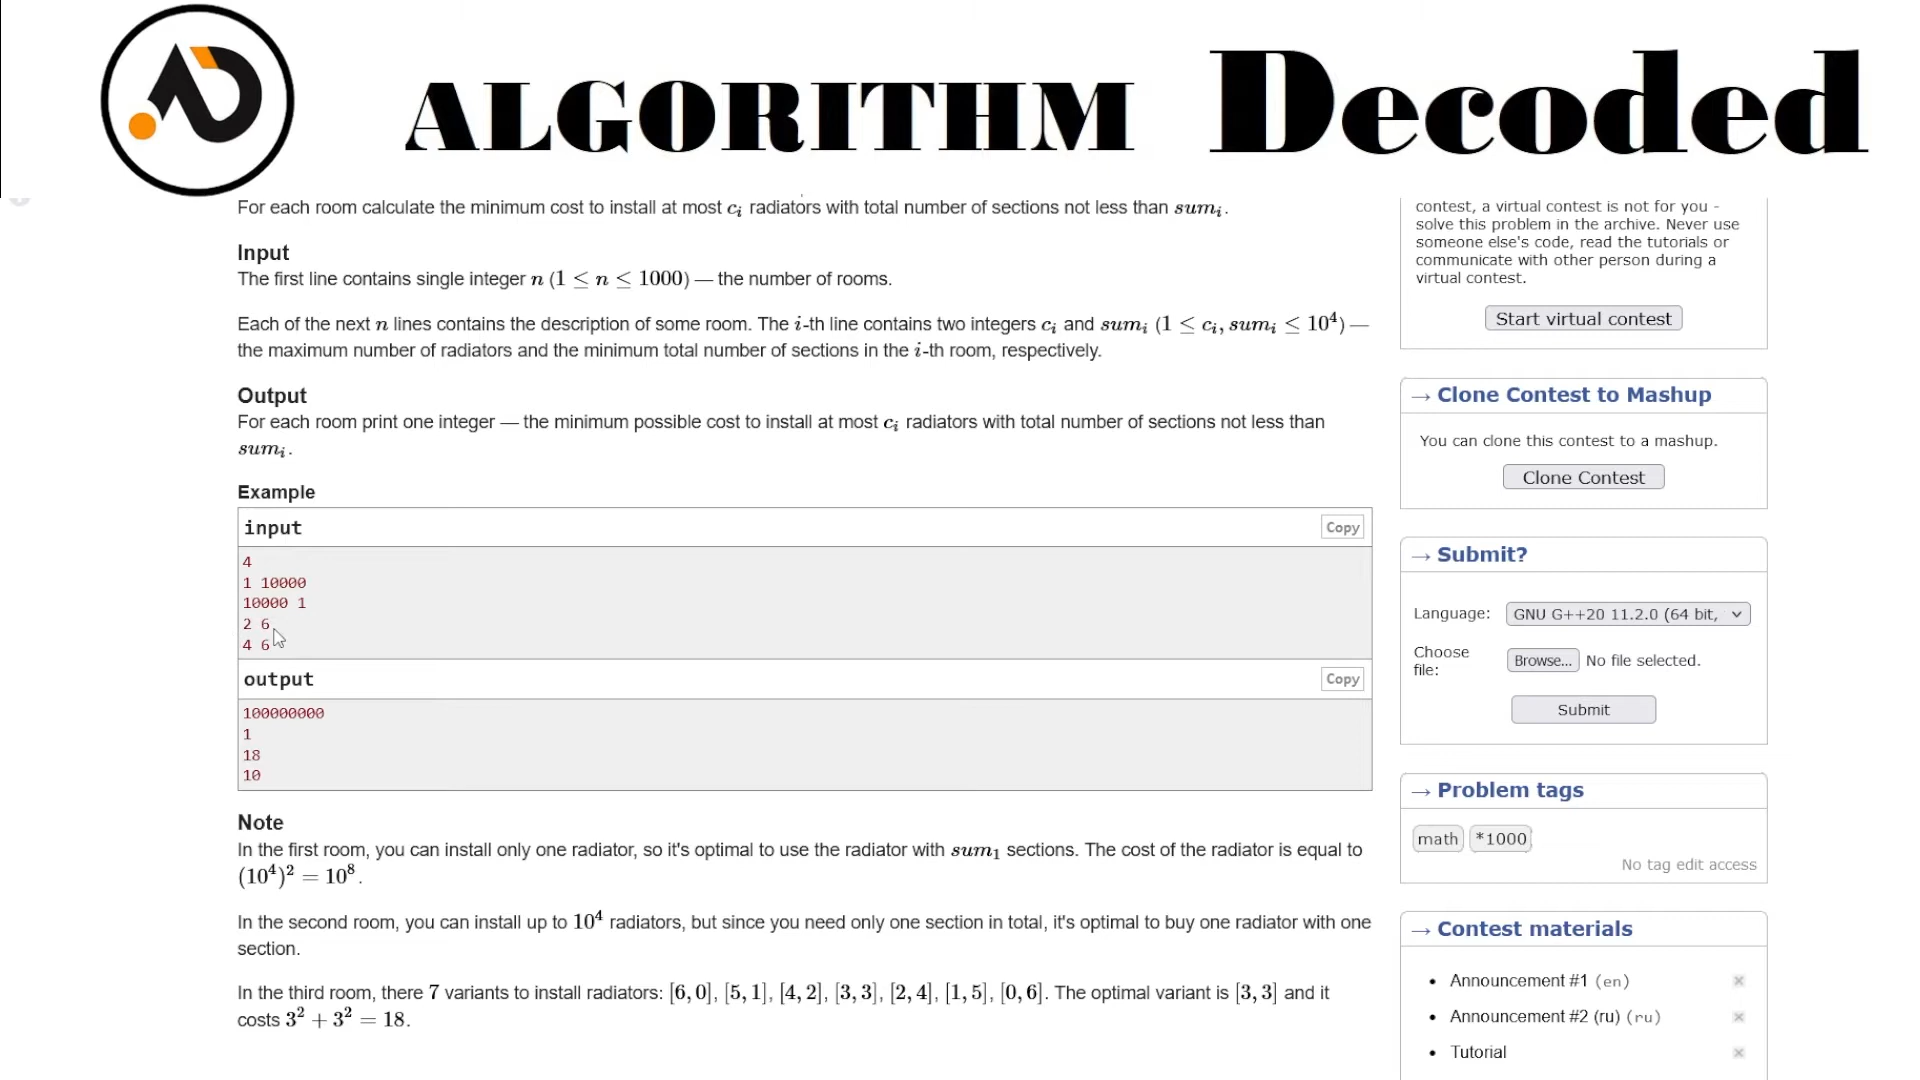 ALGORITHM Decoded
For each room calculate the minimum cost to install at most cᵢ radiators with total number of sections not less than sumᵢ.
Input
The first line contains single integer n (1 ≤ n ≤ 1000) — the number of rooms.
Each of the next n lines contains the description of some room. The i-th line contains two integers cᵢ and sumᵢ (1 ≤ cᵢ, sumᵢ ≤ 10⁴) —
the maximum number of radiators and the minimum total number of sections in the i-th room, respectively.
Output
For each room print one integer — the minimum possible cost to install at most cᵢ radiators with total number of sections not less than
sumᵢ.
Example
input
Copy
4
1 10000
10000 1
2 6
4 6
output
Copy
100000000
1
18
10
Note
In the first room, you can install only one radiator, so it's optimal to use the radiator with sum₁ sections. The cost of the radiator is equal to
(10⁴)² = 10⁸.
In the second room, you can install up to 10⁴ radiators, but since you need only one section in total, it's optimal to buy one radiator with one
section.
In the third room, there 7 variants to install radiators: [6, 0], [5, 1], [4, 2], [3, 3], [2, 4], [1, 5], [0, 6]. The optimal variant is [3, 3] and it
costs 3² + 3² = 18.
contest, a virtual contest is not for you -
solve this problem in the archive. Never use
someone else's code, read the tutorials or
communicate with other person during a
virtual contest.
Start virtual contest
→ Clone Contest to Mashup
You can clone this contest to a mashup.
Clone Contest
→ Submit?
Language: GNU G++20 11.2.0 (64 bit,
Choose
file:
Browse... No file selected.
Submit
→ Problem tags
math *1000
No tag edit access
→ Contest materials
• Announcement #1 (en)
• Announcement #2 (ru) (ru)
• Tutorial